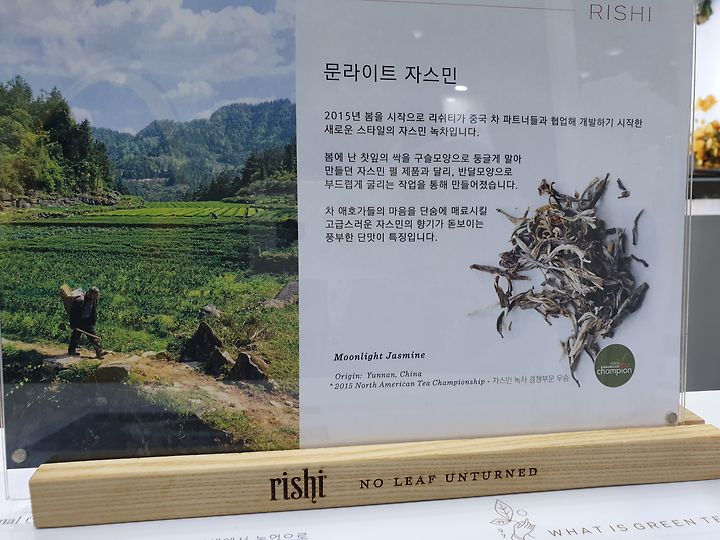 RISHI
문라이트 자스민
2015년 봄을 시작으로 리쉬티가 중국 차 파트너들과 협업해 개발하기 시작한
새로운 스타일의 자스민 녹차입니다.
봄에 난 찻잎의 싹을 구슬모양으로 둥글게 말아
만들던 자스민 펄 제품과 달리, 반달모양으로
부드럽게 굴리는 작업을 통해 만들어졌습니다.
차 애호가들의 마음을 단숨에 매료시킬
고급스러운 자스민의 향기가 돋보이는
풍부한 단맛이 특징입니다.
Moonlight Jasmine
Origin: Yunnan, China
*2015 North American Tea Championship - 자스민 녹차 경쟁부문 우승
champion
rishi NO LEAF UNTURNED
WHAT IS GREEN TE